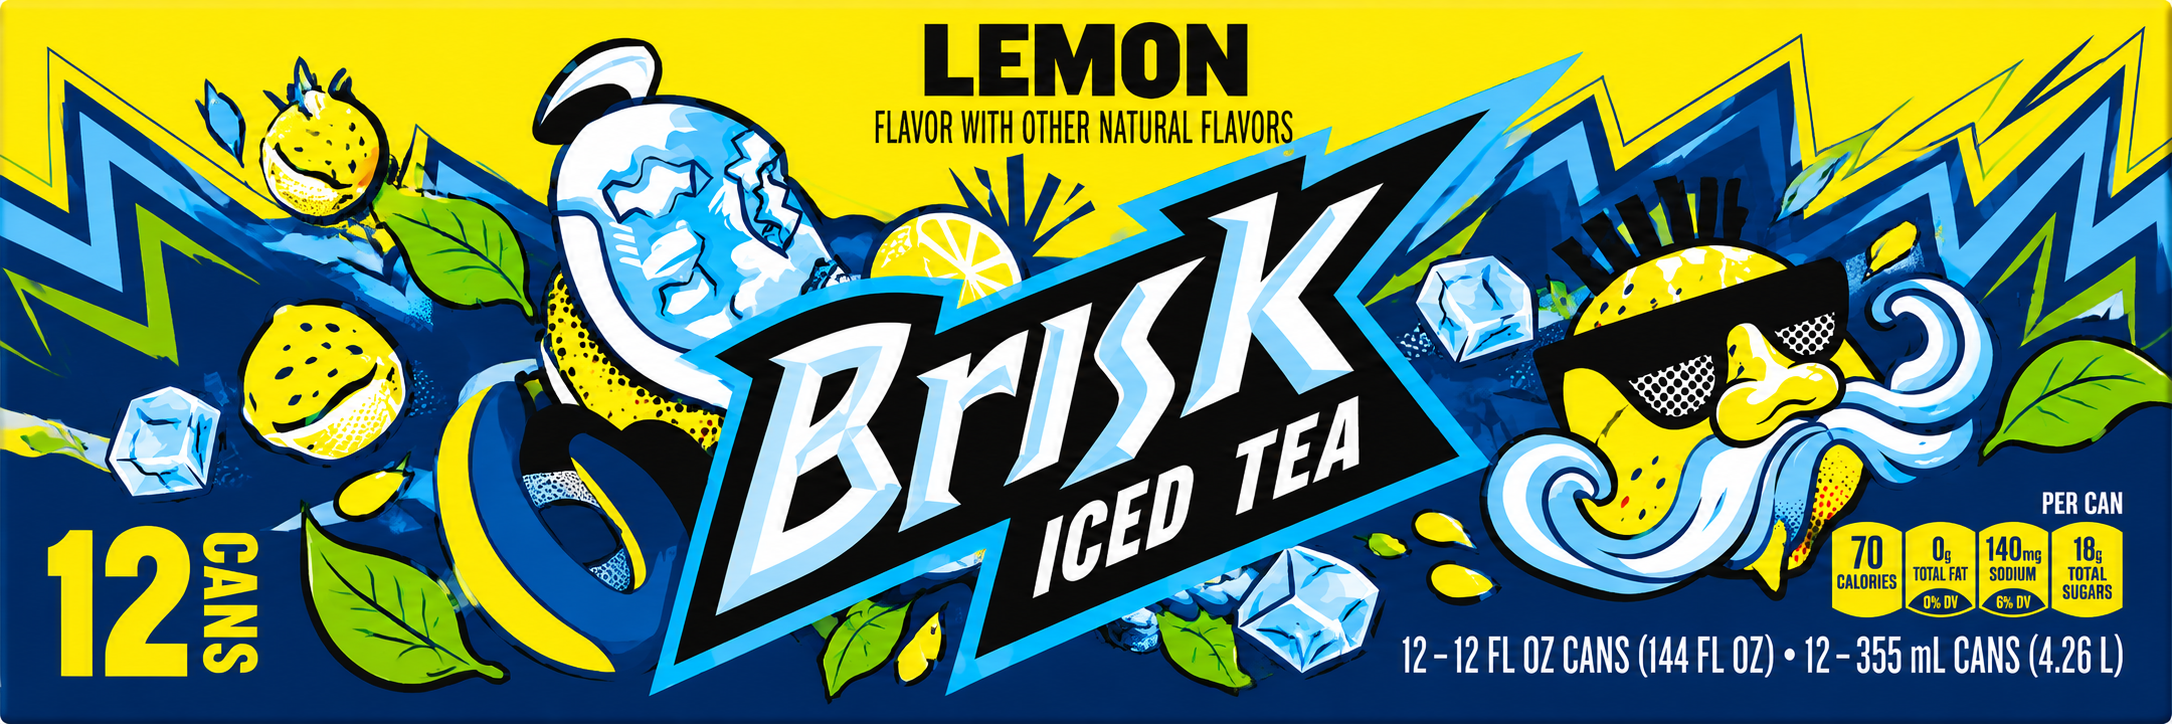 LEMON
FLAVOR WITH OTHER NATURAL FLAVORS
Brisk
ICED TEA
12 CANS
PER CAN
70 CALORIES
0g TOTAL FAT 0% DV
140mg SODIUM 6% DV
18g TOTAL SUGARS
12 – 12 FL OZ CANS (144 FL OZ) • 12 – 355 mL CANS (4.26 L)